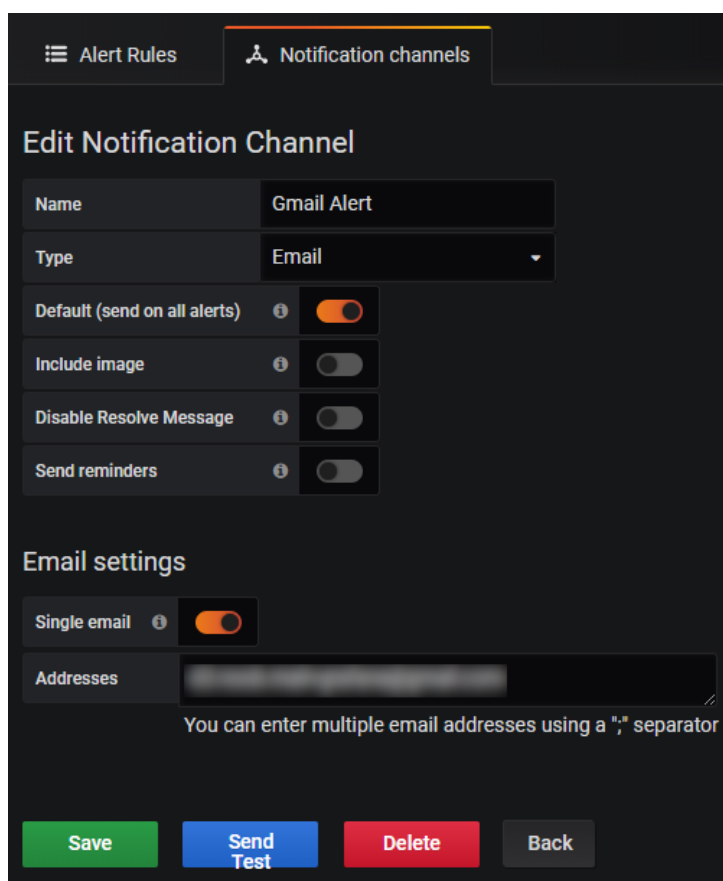 Alert Rules
Notification channels
Edit Notification Channel
Name
Gmail Alert
Type
Email
Default (send on all alerts)
Include image
Disable Resolve Message
Send reminders
Email settings
Single email
Addresses
You can enter multiple email addresses using a ";" separator
Save
Send
Test
Delete
Back